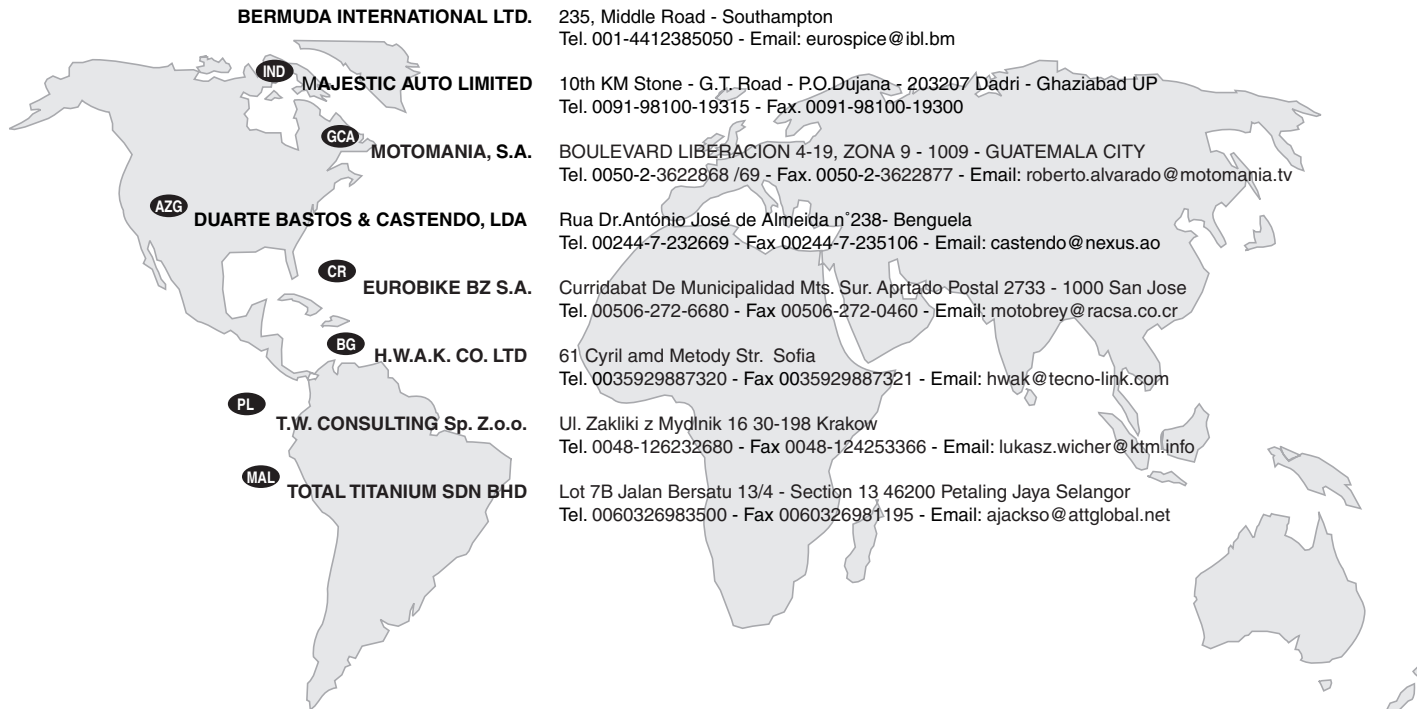 BERMUDA INTERNATIONAL LTD. 235, Middle Road - Southampton
Tel. 001-4412385050 - Email: eurospice@ibl.bm
IND
MAJESTIC AUTO LIMITED 10th KM Stone - G.T. Road - P.O.Dujana - 203207 Dadri - Ghaziabad UP
Tel. 0091-98100-19315 - Fax. 0091-98100-19300
GCA
MOTOMANIA, S.A. BOULEVARD LIBERACION 4-19, ZONA 9 - 1009 - GUATEMALA CITY
Tel. 0050-2-3622868 /69 - Fax. 0050-2-3622877 - Email: roberto.alvarado@motomania.tv
AZG
DUARTE BASTOS & CASTENDO, LDA Rua Dr.António José de Almeida n°238- Benguela
Tel. 00244-7-232669 - Fax 00244-7-235106 - Email: castendo@nexus.ao
CR
EUROBIKE BZ S.A. Curridabat De Municipalidad Mts. Sur. Aprtado Postal 2733 - 1000 San Jose
Tel. 00506-272-6680 - Fax 00506-272-0460 - Email: motobrey@racsa.co.cr
BG
H.W.A.K. CO. LTD 61 Cyril amd Metody Str. Sofia
Tel. 0035929887320 - Fax 0035929887321 - Email: hwak@tecno-link.com
PL
T.W. CONSULTING Sp. Z.o.o. Ul. Zakliki z Mydlnik 16 30-198 Krakow
Tel. 0048-126232680 - Fax 0048-124253366 - Email: lukasz.wicher@ktm.info
MAL
TOTAL TITANIUM SDN BHD Lot 7B Jalan Bersatu 13/4 - Section 13 46200 Petaling Jaya Selangor
Tel. 0060326983500 - Fax 0060326981195 - Email: ajackso@attglobal.net